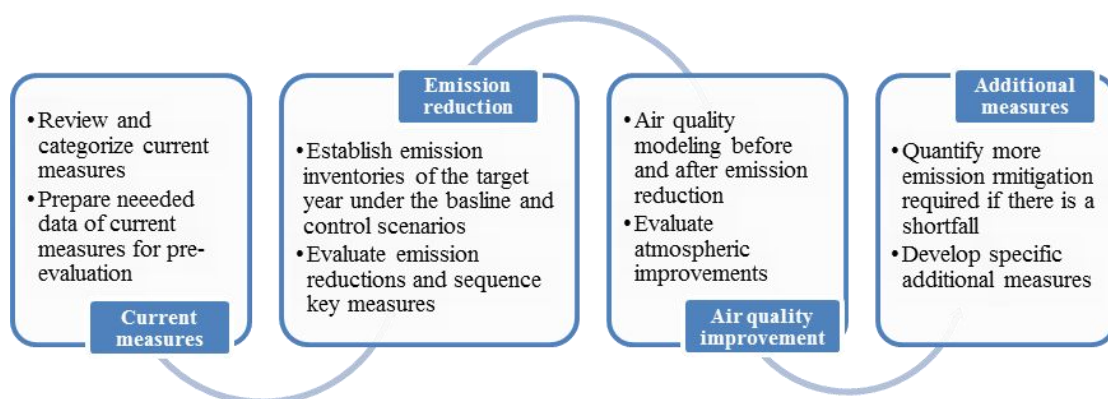 •Review and
categorize current
measures
•Prepare neeeded
data of current
measures for pre-
evaluation
Current
measures
Emission
reduction
•Establish emission
inventories of the target
year under the basline and
control scenarios
•Evaluate emission
reductions and sequence
key measures
•Air quality
modeling before
and after emission
reduction
•Evaluate
atmospheric
improvements
Air quality
improvement
Additional
measures
•Quantify more
emission rmitigation
required if there is a
shortfall
•Develop specific
additional measures